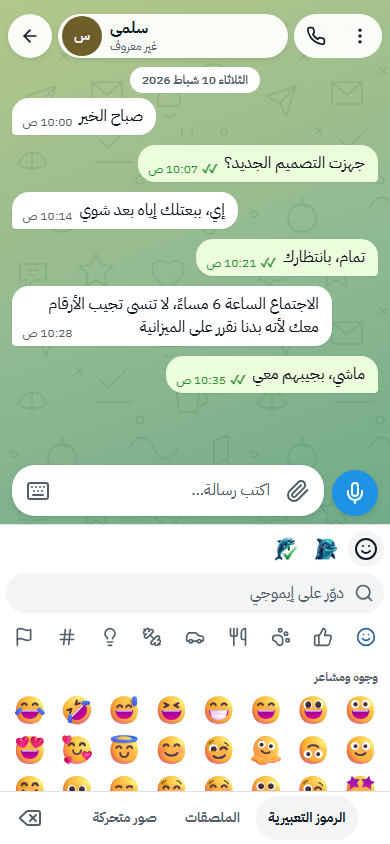 سلمى
غير معروف
س
الثلاثاء 10 شباط 2026
صباح الخير
10:00 ص
جهزت التصميم الجديد؟
10:07 ص
إي، ببعتلك إياه بعد شوي
10:14 ص
تمام، بانتظارك
10:21 ص
الاجتماع الساعة 6 مساءً، لا تنسى تجيب الأرقام
معك لأنه بدنا نقرر على الميزانية
10:28 ص
ماشي، بجيبهم معي
10:35 ص
اكتب رسالة...
دوّر على إيموجي
وجوه ومشاعر
الرموز التعبيرية
الملصقات
صور متحركة